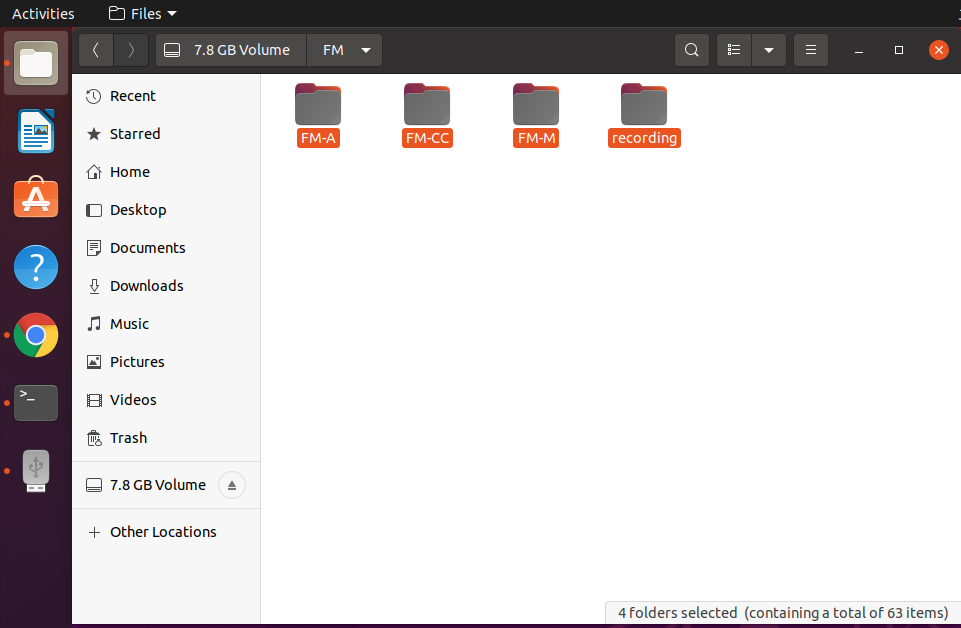 Activities Files
7.8 GB Volume FM
Recent
Starred
Home
Desktop
Documents
Downloads
Music
Pictures
Videos
Trash
7.8 GB Volume
Other Locations
FM-A FM-CC FM-M recording
4 folders selected (containing a total of 63 items)